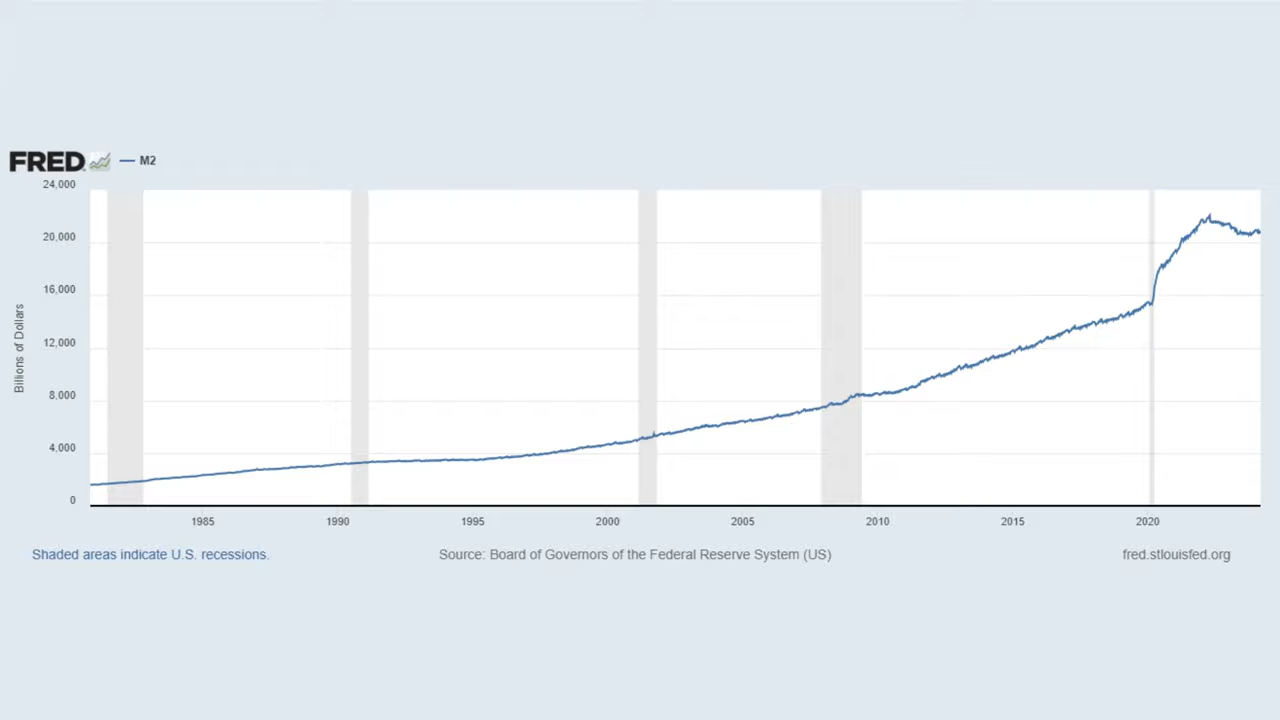 FRED
M2
24,000
20,000
16,000
12,000
8,000
4,000
0
Billions of Dollars
1985 1990 1995 2000 2005 2010 2015 2020
Shaded areas indicate U.S. recessions. Source: Board of Governors of the Federal Reserve System (US) fred.stlouisfed.org